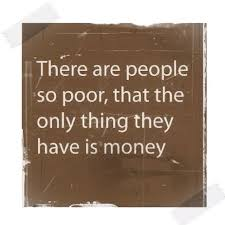 There are people
so poor, that the
only thing they
have is money